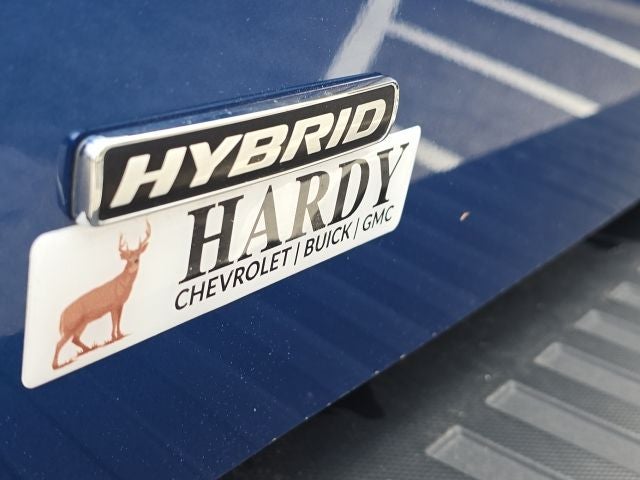 HYBRID
HARDY
CHEVROLET | BUICK | GMC